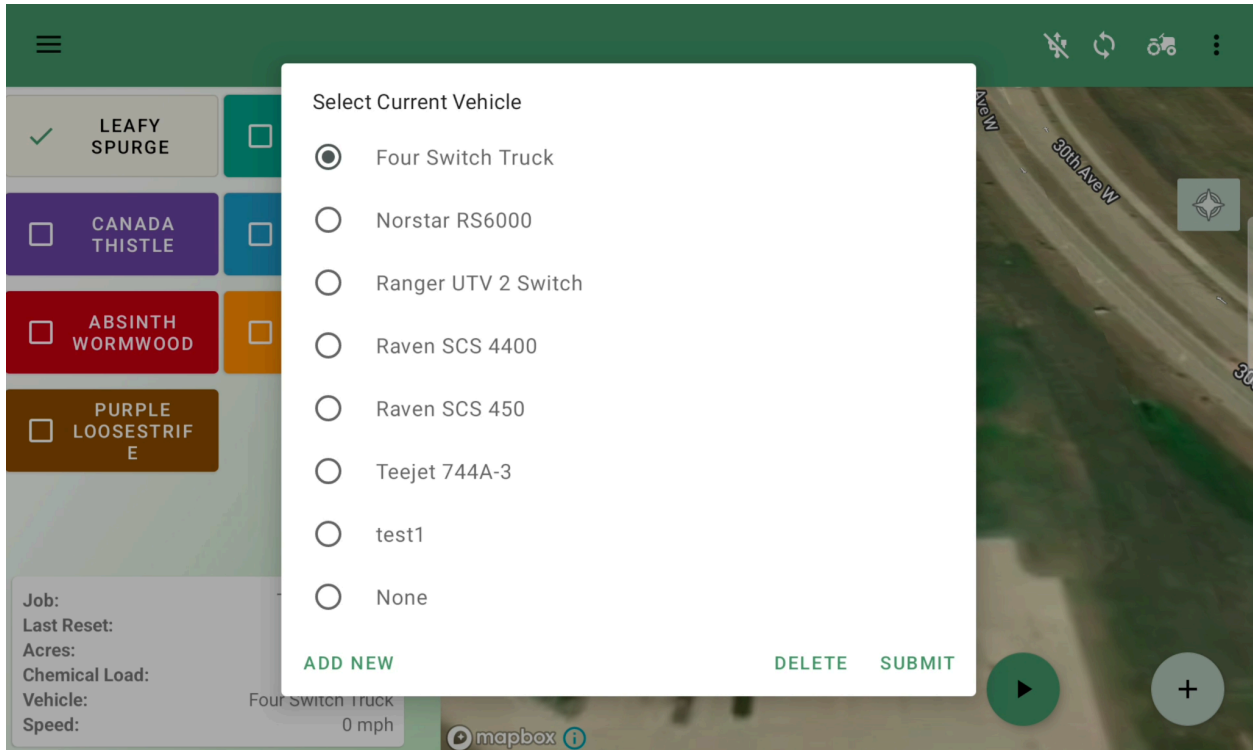 Select Current Vehicle
Four Switch Truck
Norstar RS6000
Ranger UTV 2 Switch
Raven SCS 4400
Raven SCS 450
Teejet 744A-3
test1
None
ADD NEW
DELETE
SUBMIT
LEAFY
SPURGE
CANADA
THISTLE
ABSINTH
WORMWOOD
PURPLE
LOOSESTRIF
E
Job:
Last Reset:
Acres:
Chemical Load:
Vehicle: Four Switch Truck
Speed: 0 mph
Ave W
30th Ave W
30
mapbox